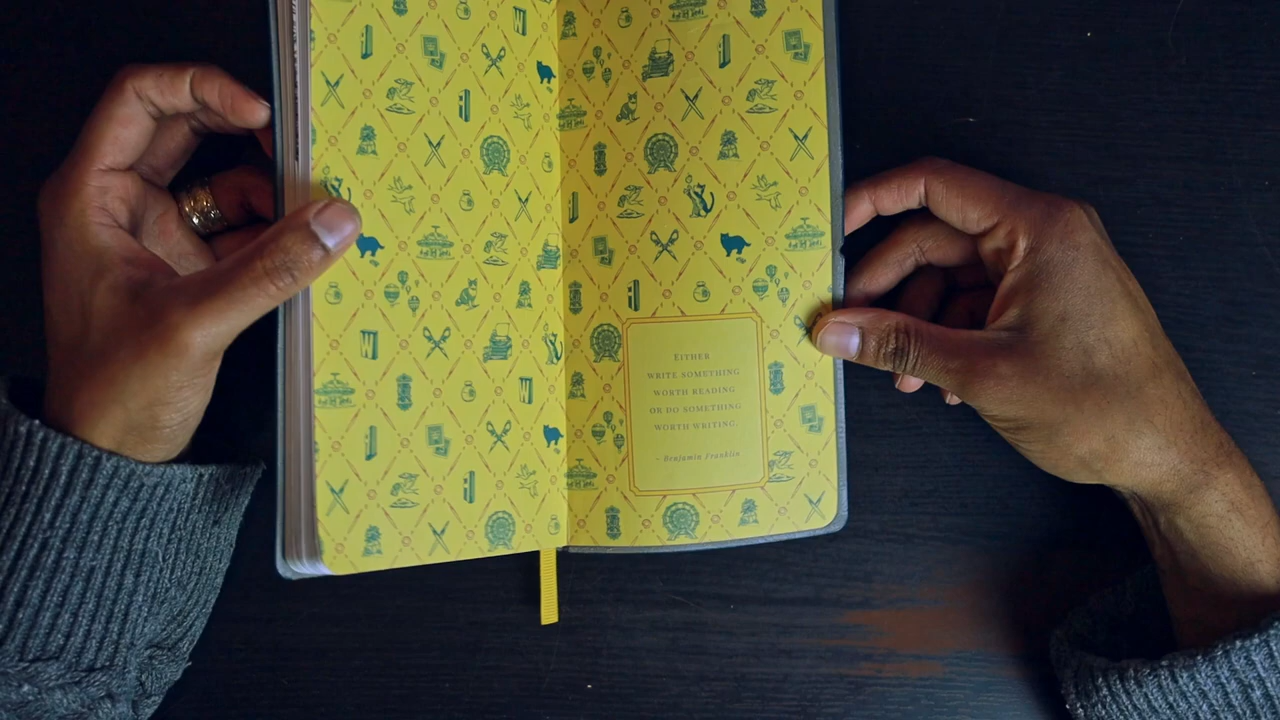 W
W
W
EITHER
WRITE SOMETHING
WORTH READING
OR DO SOMETHING
WORTH WRITING.
~ Benjamin Franklin